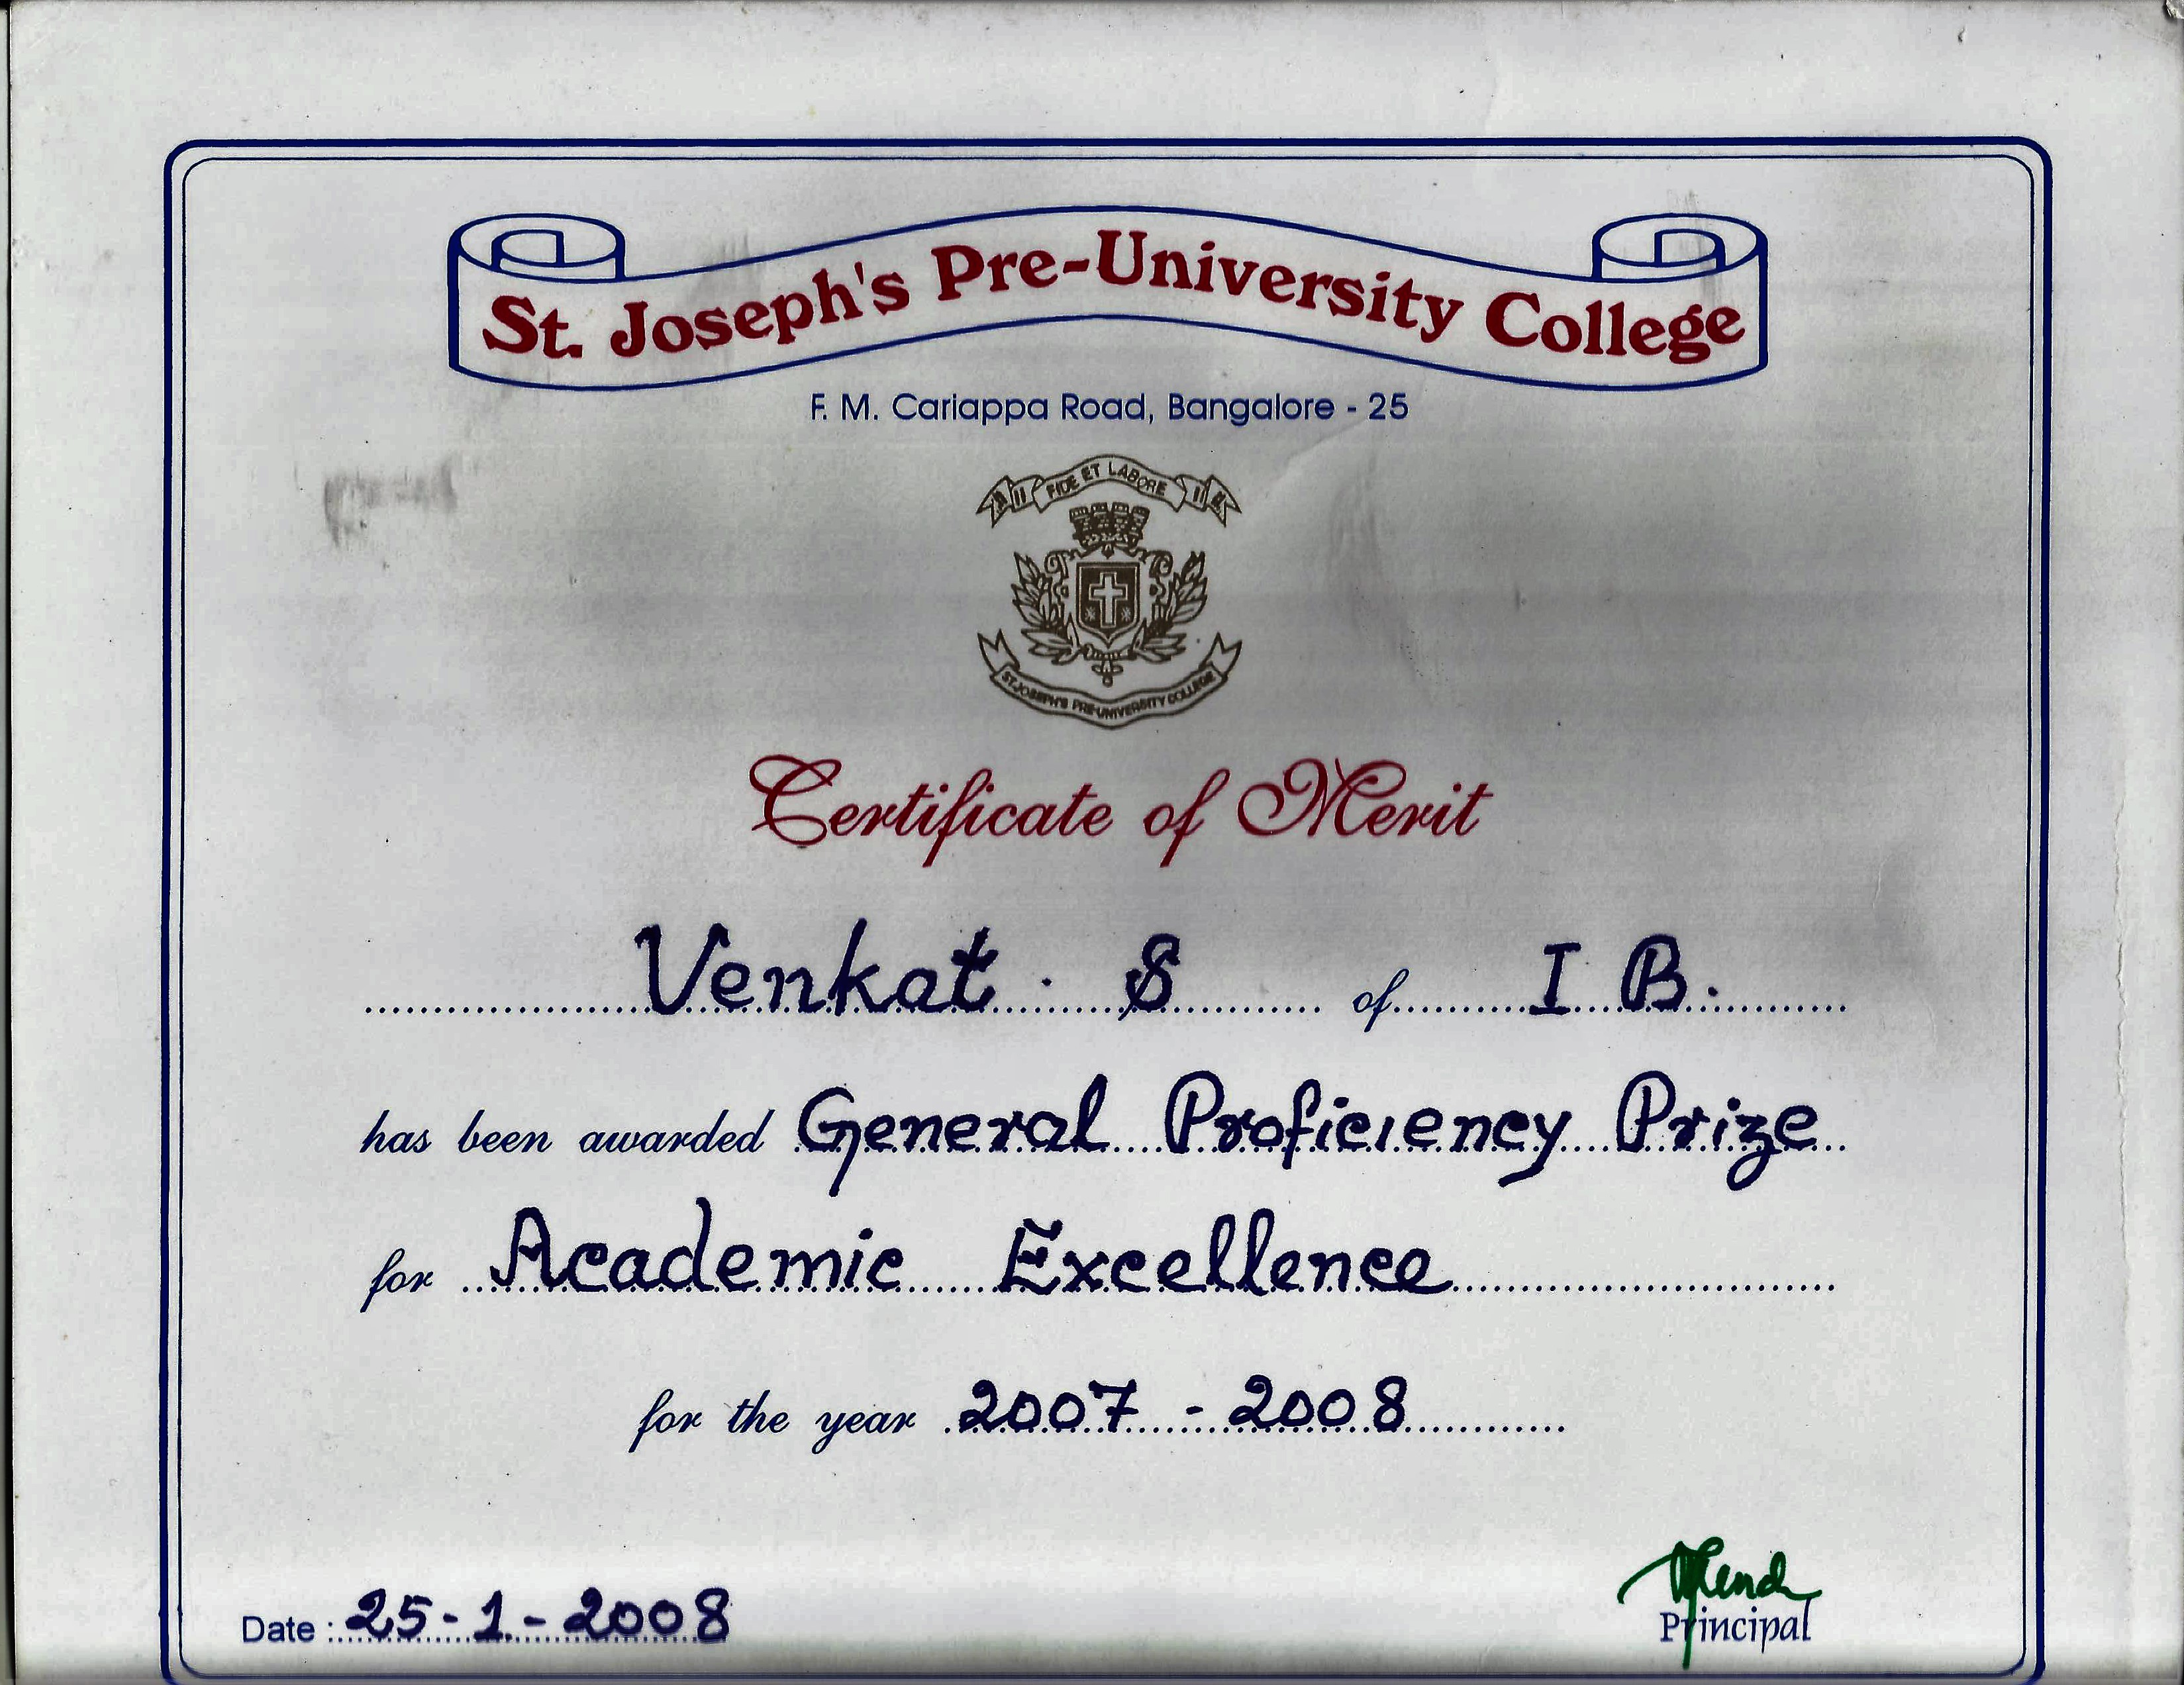 St. Joseph's Pre-University College
F. M. Cariappa Road, Bangalore - 25
FIDE ET LABORE
ST. JOSEPH'S PRE-UNIVERSITY COLLEGE
Certificate of Merit
Venkat . S of I B.
has been awarded General Proficiency Prize
for Academic Excellence
for the year 2007 - 2008
Date : 25-1-2008
Principal